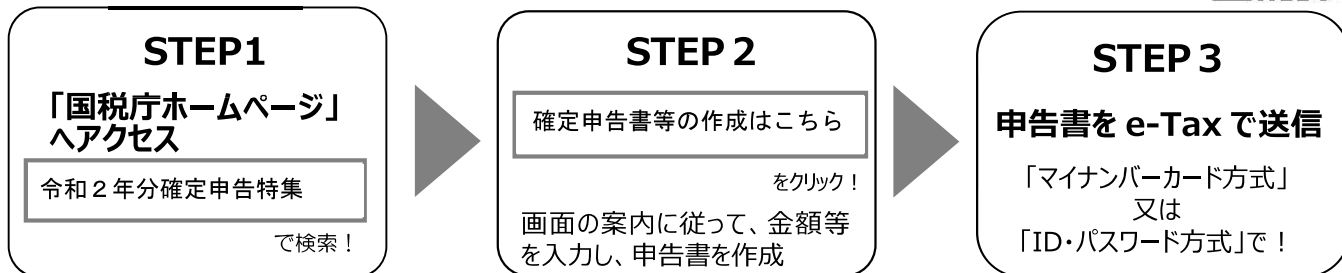 STEP1
「国税庁ホームページ」
へアクセス
令和２年分確定申告特集
で検索！
STEP２
確定申告書等の作成はこちら
をクリック！
画面の案内に従って、金額等
を入力し、申告書を作成
STEP３
申告書を e-Tax で送信
「マイナンバーカード方式」
又は
「ID・パスワード方式」で！